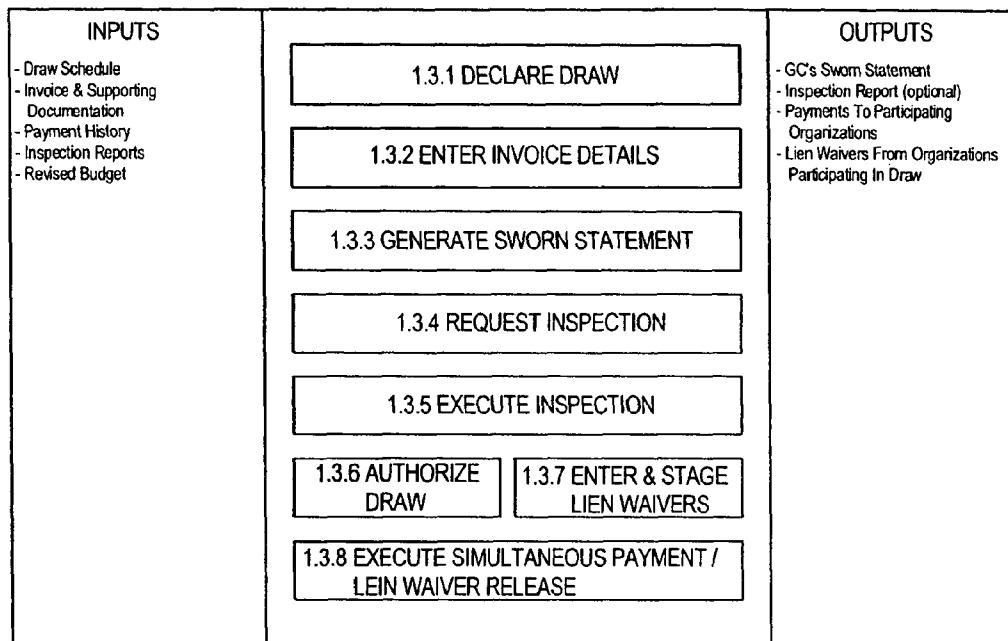 INPUTS
- Draw Schedule
- Invoice & Supporting
Documentation
- Payment History
- Inspection Reports
- Revised Budget
1.3.1 DECLARE DRAW
1.3.2 ENTER INVOICE DETAILS
1.3.3 GENERATE SWORN STATEMENT
1.3.4 REQUEST INSPECTION
1.3.5 EXECUTE INSPECTION
1.3.6 AUTHORIZE
DRAW
1.3.7 ENTER & STAGE
LIEN WAIVERS
1.3.8 EXECUTE SIMULTANEOUS PAYMENT /
LEIN WAIVER RELEASE
OUTPUTS
- GC's Sworn Statement
- Inspection Report (optional)
- Payments To Participating
Organizations
- Lien Waivers From Organizations
Participating In Draw